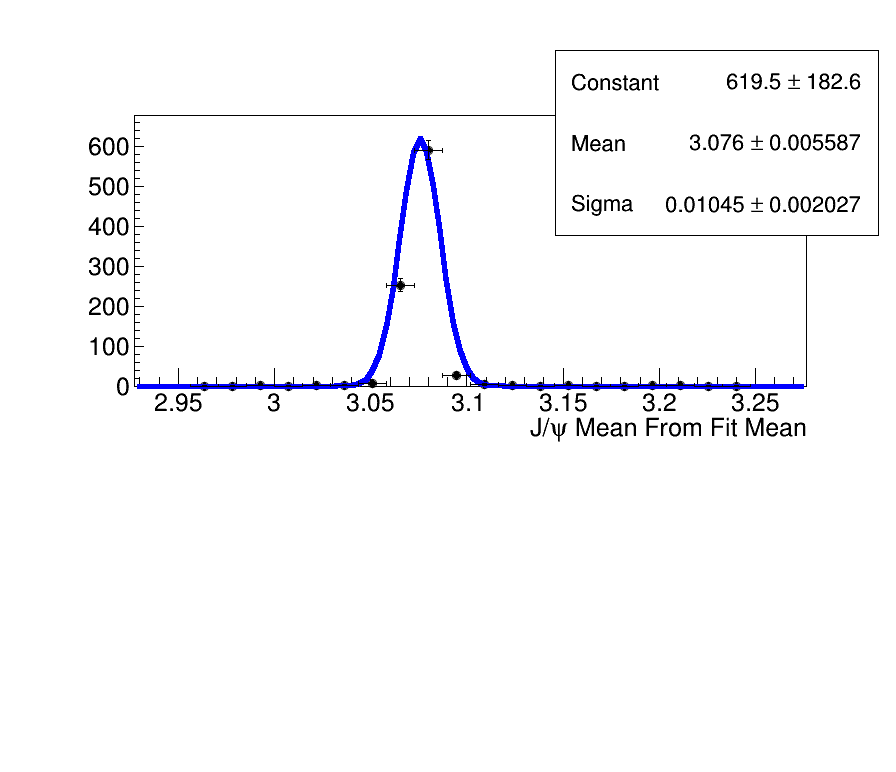 Constant 619.5 ± 182.6
Mean 3.076 ± 0.005587
Sigma 0.01045 ± 0.002027
600
500
400
300
200
100
0
2.95 3 3.05 3.1 3.15 3.2 3.25
J/ψ Mean From Fit Mean